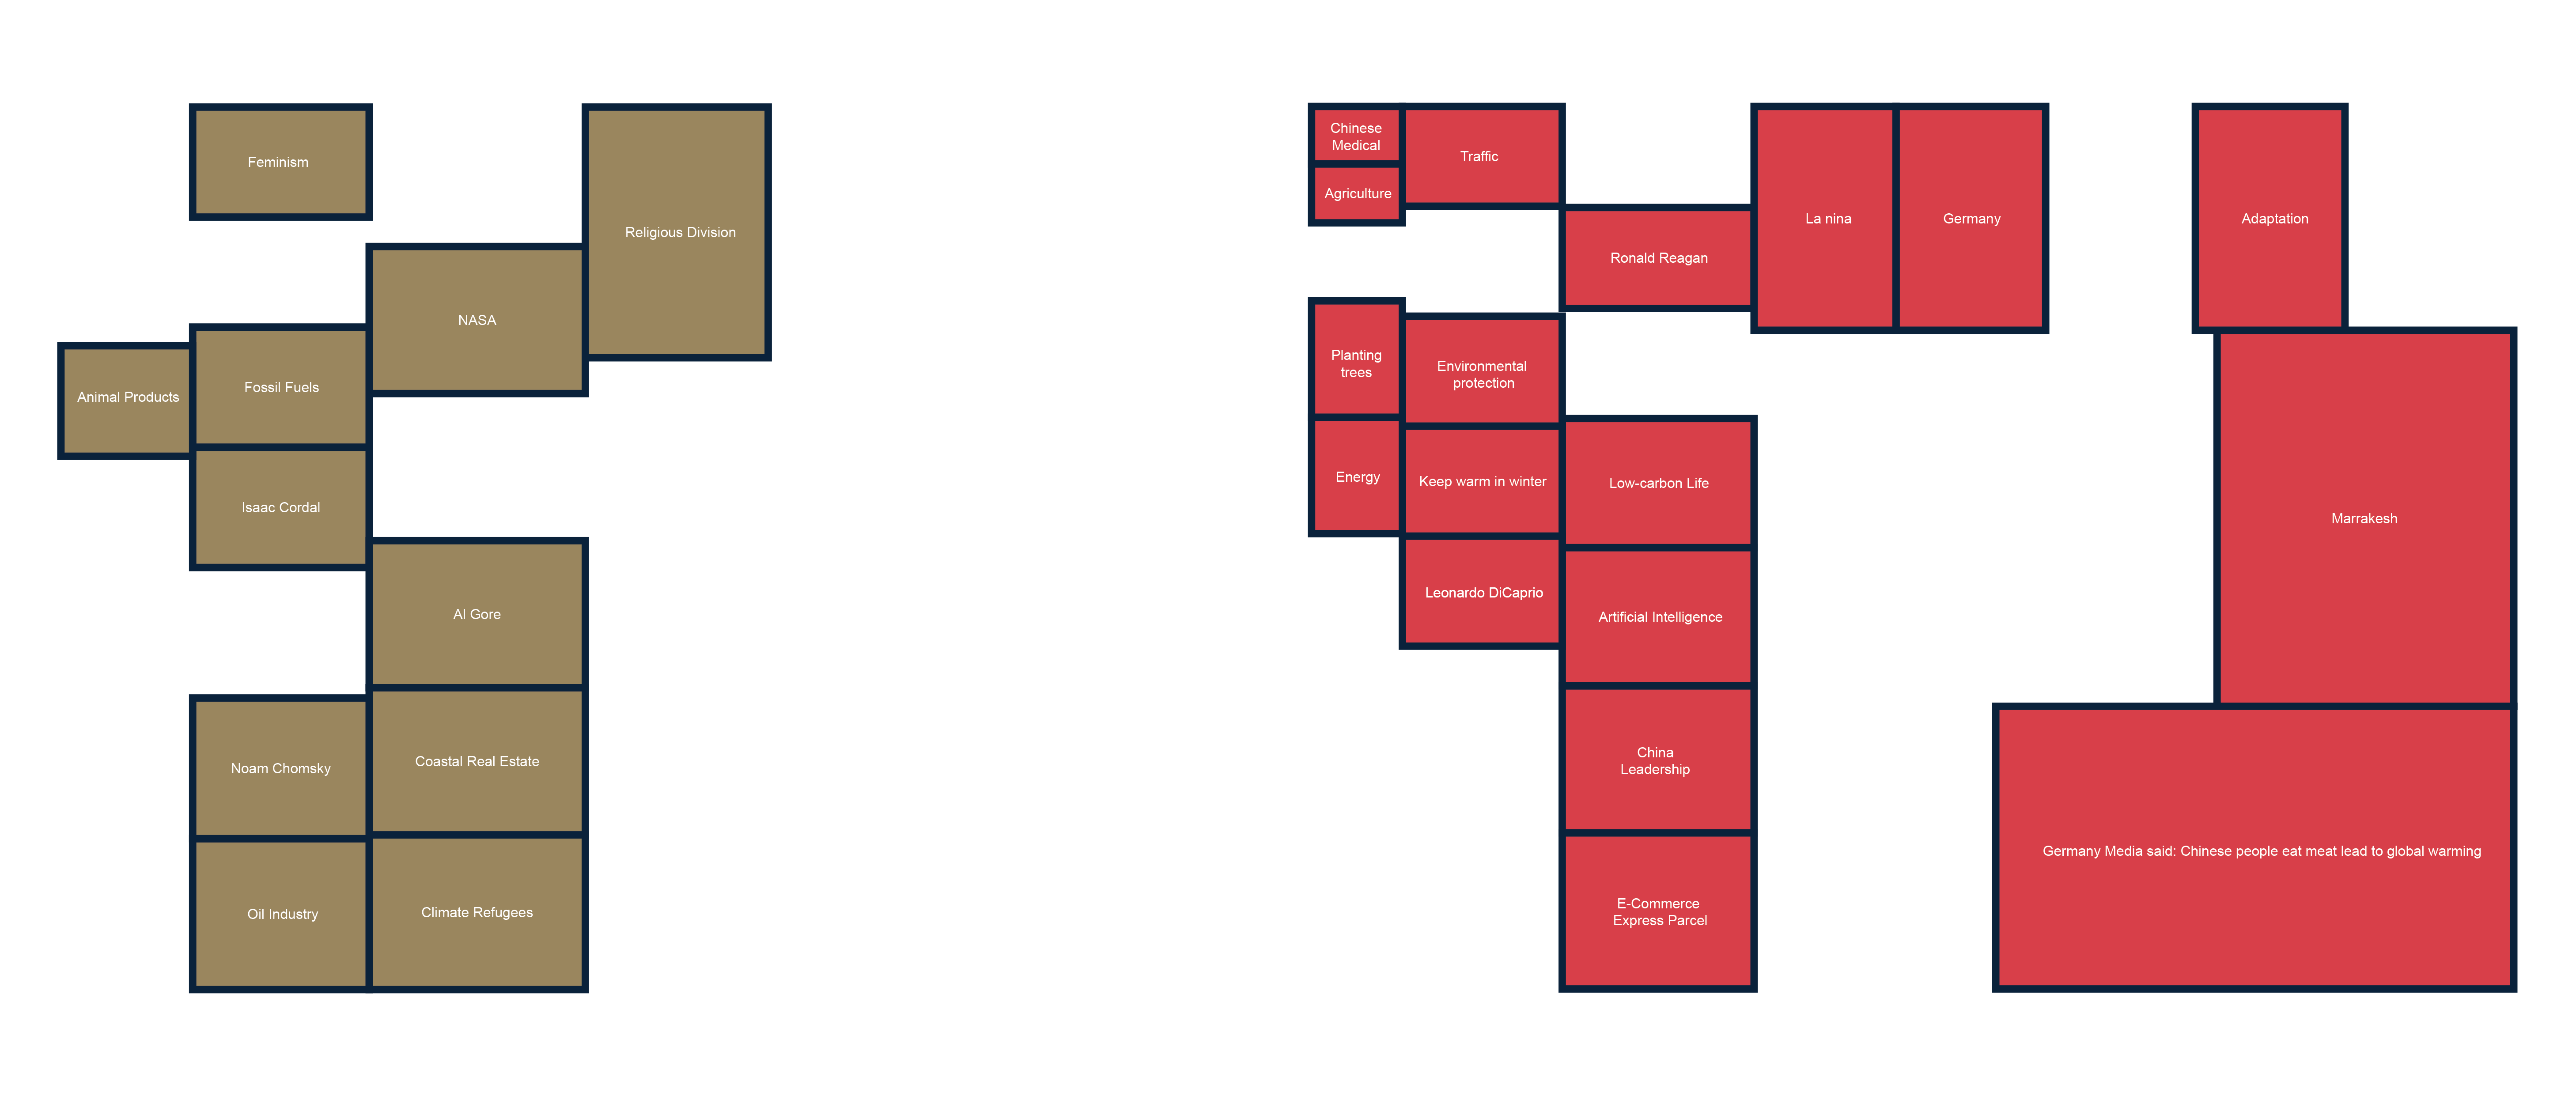 Feminism
Religious Division
NASA
Fossil Fuels
Animal Products
Isaac Cordal
Al Gore
Noam Chomsky
Coastal Real Estate
Oil Industry
Climate Refugees
Chinese
Medical
Traffic
Agriculture
Ronald Reagan
La nina
Germany
Adaptation
Planting
trees
Environmental
protection
Energy
Keep warm in winter
Low-carbon Life
Leonardo DiCaprio
Artificial Intelligence
China
Leadership
E-Commerce
Express Parcel
Marrakesh
Germany Media said: Chinese people eat meat lead to global warming